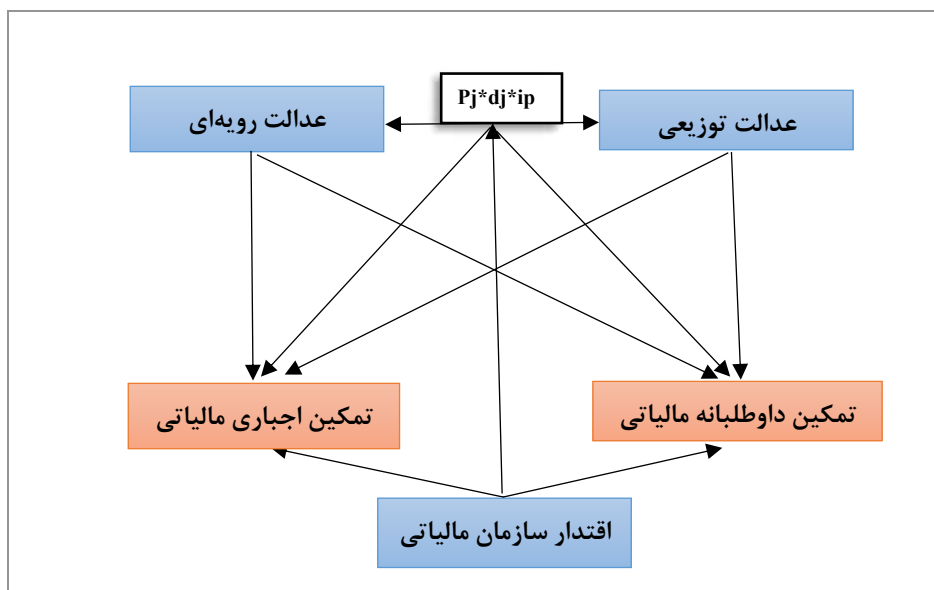 Pj*dj*ip
عدالت رویه‌ای
عدالت توزیعی
تمکین اجباری مالیاتی
تمکین داوطلبانه مالیاتی
اقتدار سازمان مالیاتی